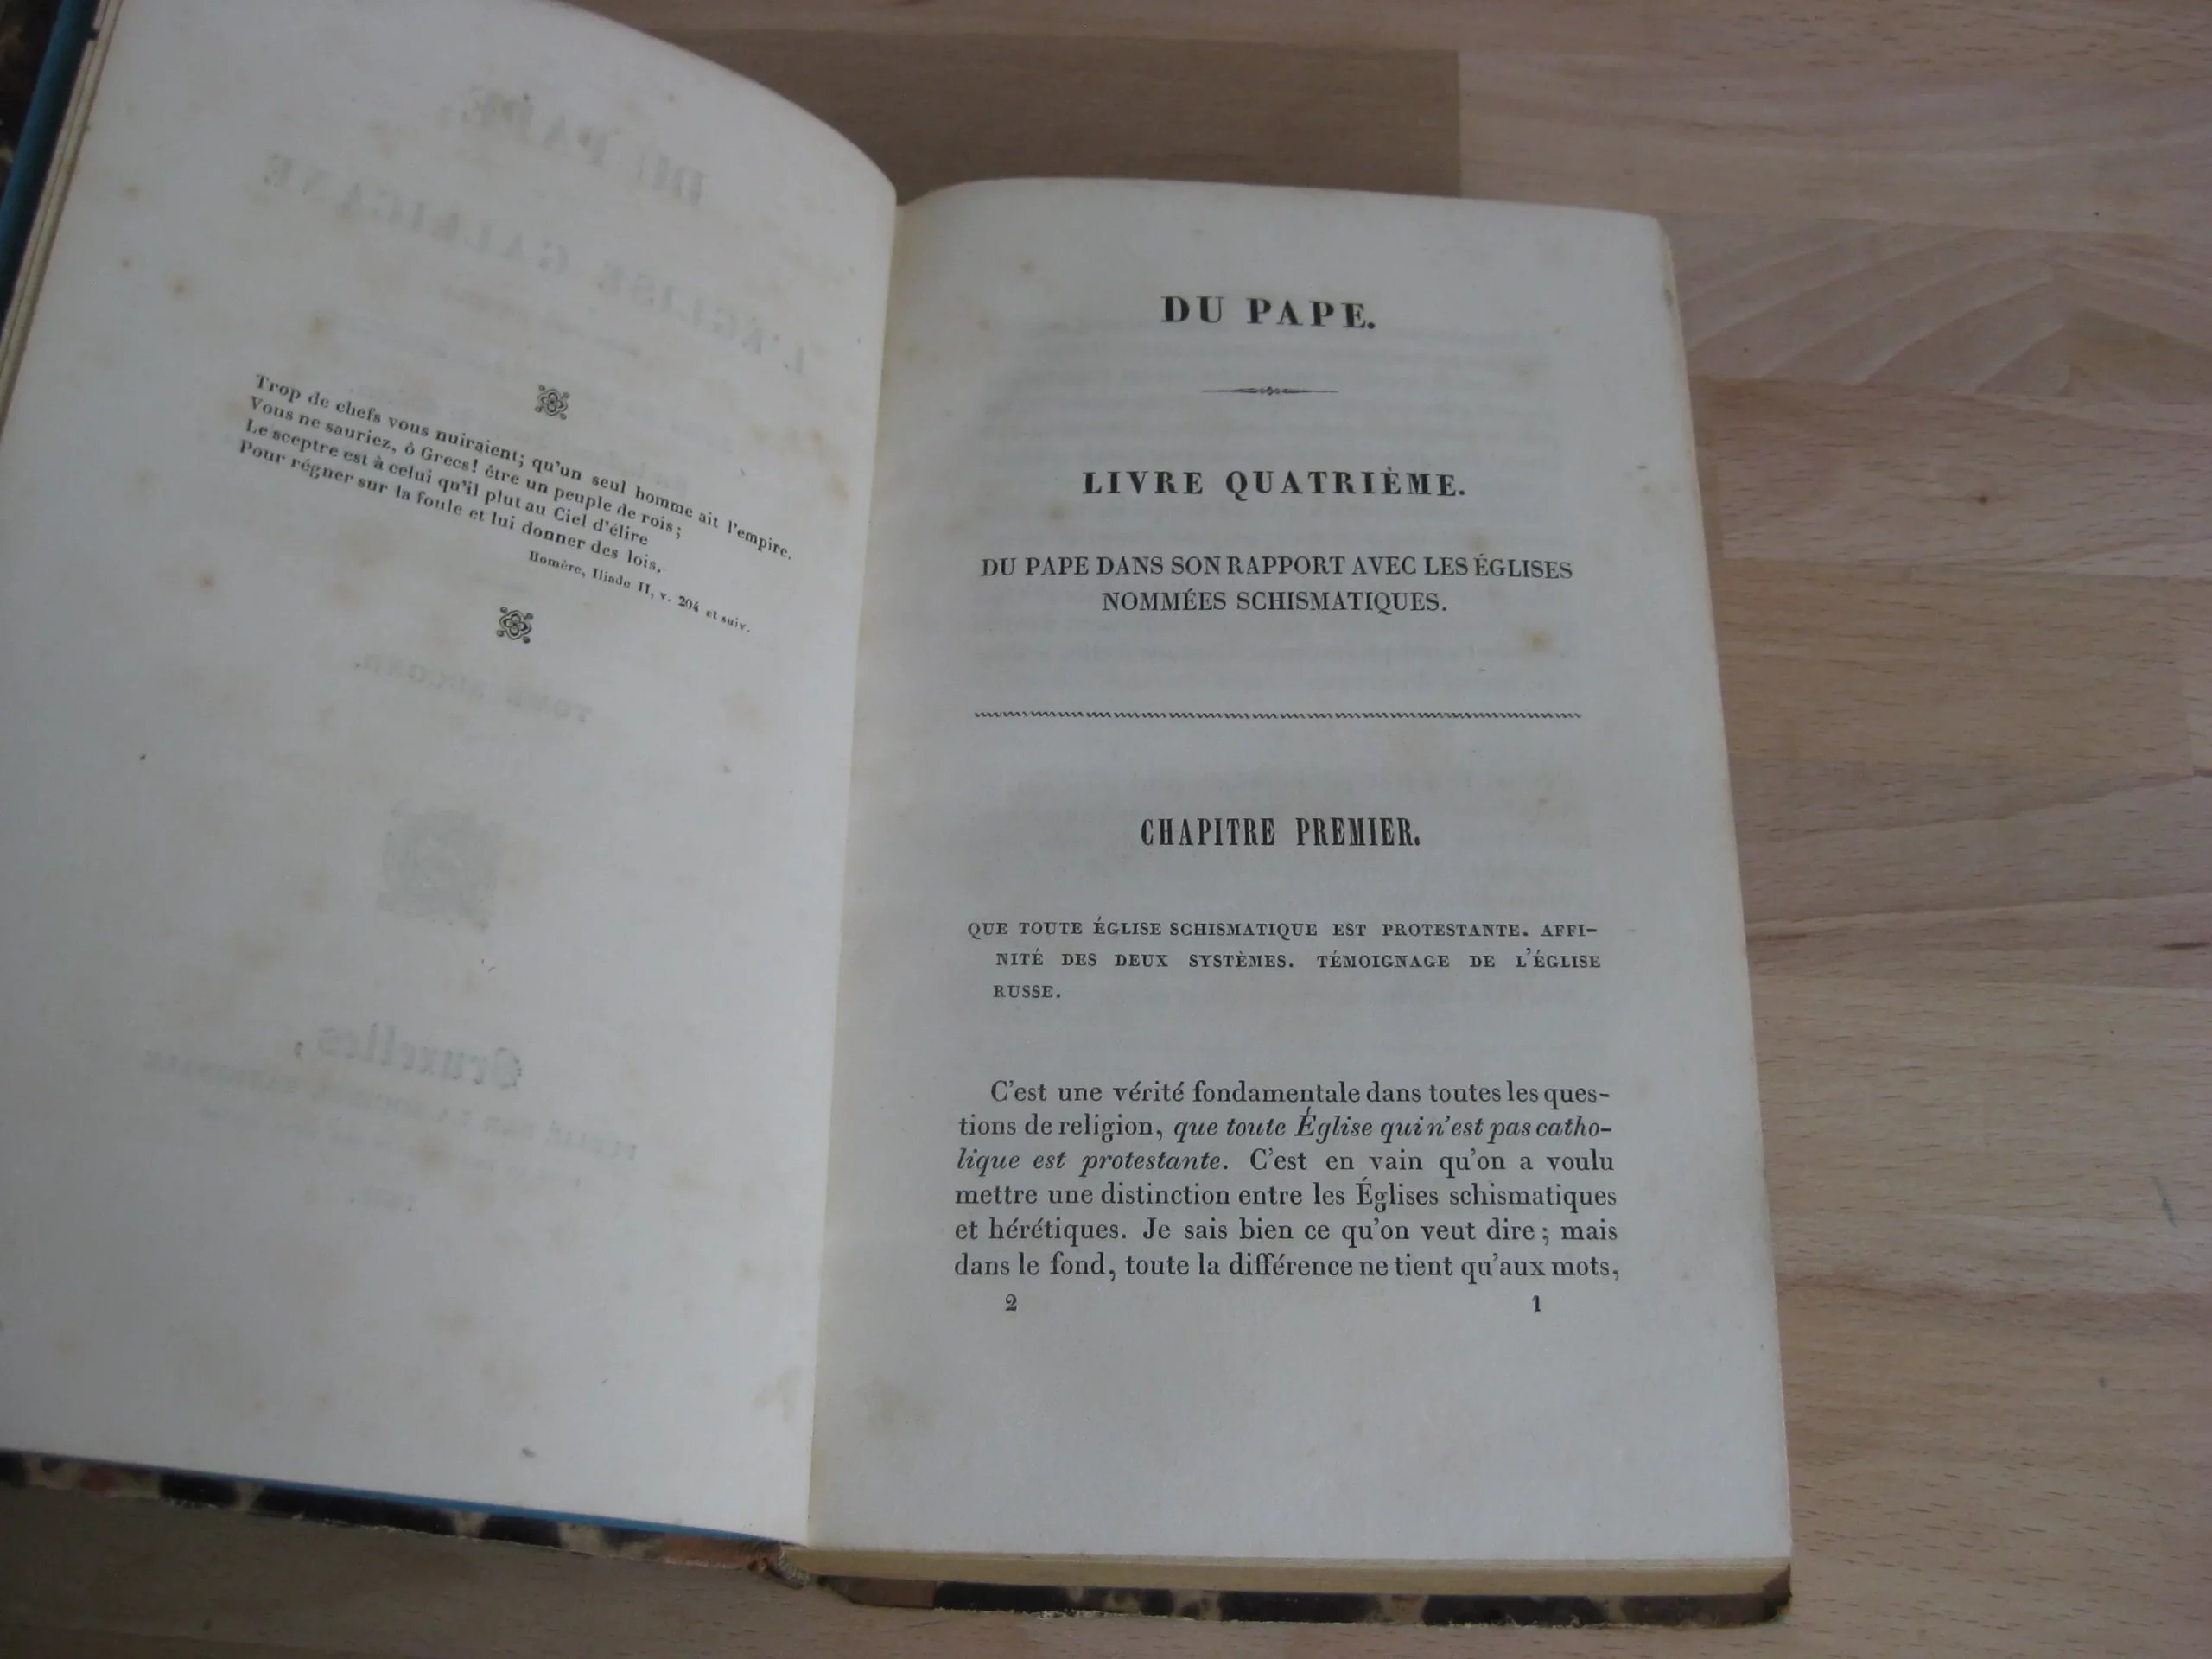 Trop de chefs vous nuiraient; qu'un seul homme ait l'empire.
Vous ne sauriez, ô Grecs! être un peuple de rois;
Le sceptre est à celui qu'il plut au Ciel d'élire
Pour régner sur la foule et lui donner des lois.
Homère, Iliade II, v. 204 et suiv.
DU PAPE,
L'ÉGLISE GALLICANE
TOME SECOND.
Bruxelles,
DU PAPE.
LIVRE QUATRIÈME.
DU PAPE DANS SON RAPPORT AVEC LES ÉGLISES
NOMMÉES SCHISMATIQUES.
CHAPITRE PREMIER.
QUE TOUTE ÉGLISE SCHISMATIQUE EST PROTESTANTE. AFFI-
NITÉ DES DEUX SYSTÈMES. TÉMOIGNAGE DE L'ÉGLISE
RUSSE.
C'est une vérité fondamentale dans toutes les ques-
tions de religion, que toute Église qui n'est pas catho-
lique est protestante. C'est en vain qu'on a voulu
mettre une distinction entre les Églises schismatiques
et hérétiques. Je sais bien ce qu'on veut dire; mais
dans le fond, toute la différence ne tient qu'aux mots,
2 1